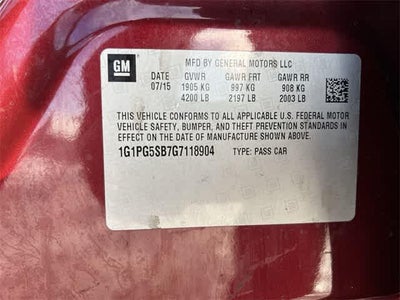 GM
MFD BY GENERAL MOTORS LLC
DATE GVWR GAWR FRT GAWR RR
07/15 1905 KG 997 KG 908 KG
4200 LB 2197 LB 2003 LB
THIS VEHICLE CONFORMS TO ALL APPLICABLE U.S. FEDERAL MOTOR
VEHICLE SAFETY, BUMPER, AND THEFT PREVENTION STANDARDS
IN EFFECT ON THE DATE OF MANUFACTURE SHOWN ABOVE.
1G1PG5SB7G7118904 TYPE: PASS CAR